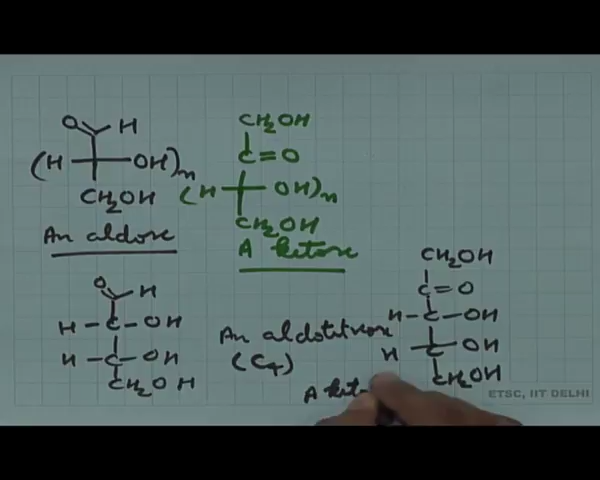 O H
(H OH)n
CH2OH
An aldose
CH2OH
C=O
(H OH)n
CH2OH
A ketose
O H
H-C-OH
H-C-OH
CH2OH
An aldotetrose
(C4)
CH2OH
C=O
H-C-OH
H C OH
CH2OH
A ket
ETSC, IIT DELHI